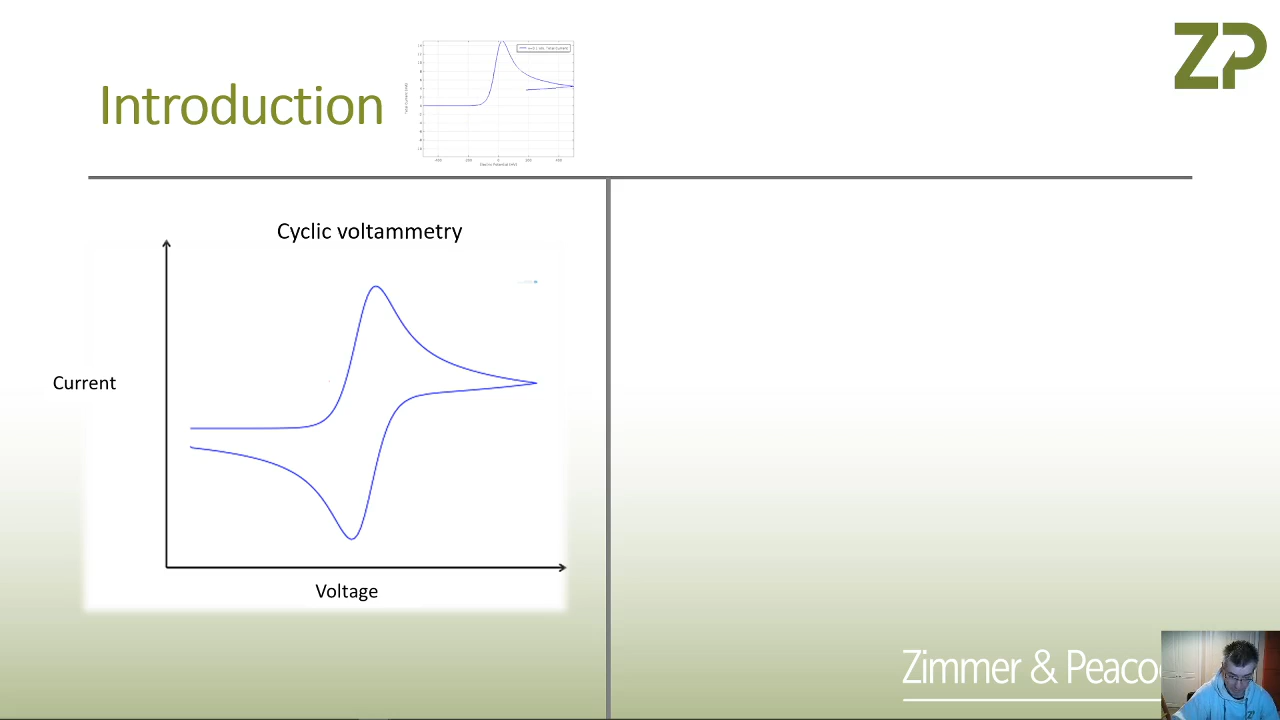 Introduction
ZP
Cyclic voltammetry
Current
Voltage
Zimmer & Peaco